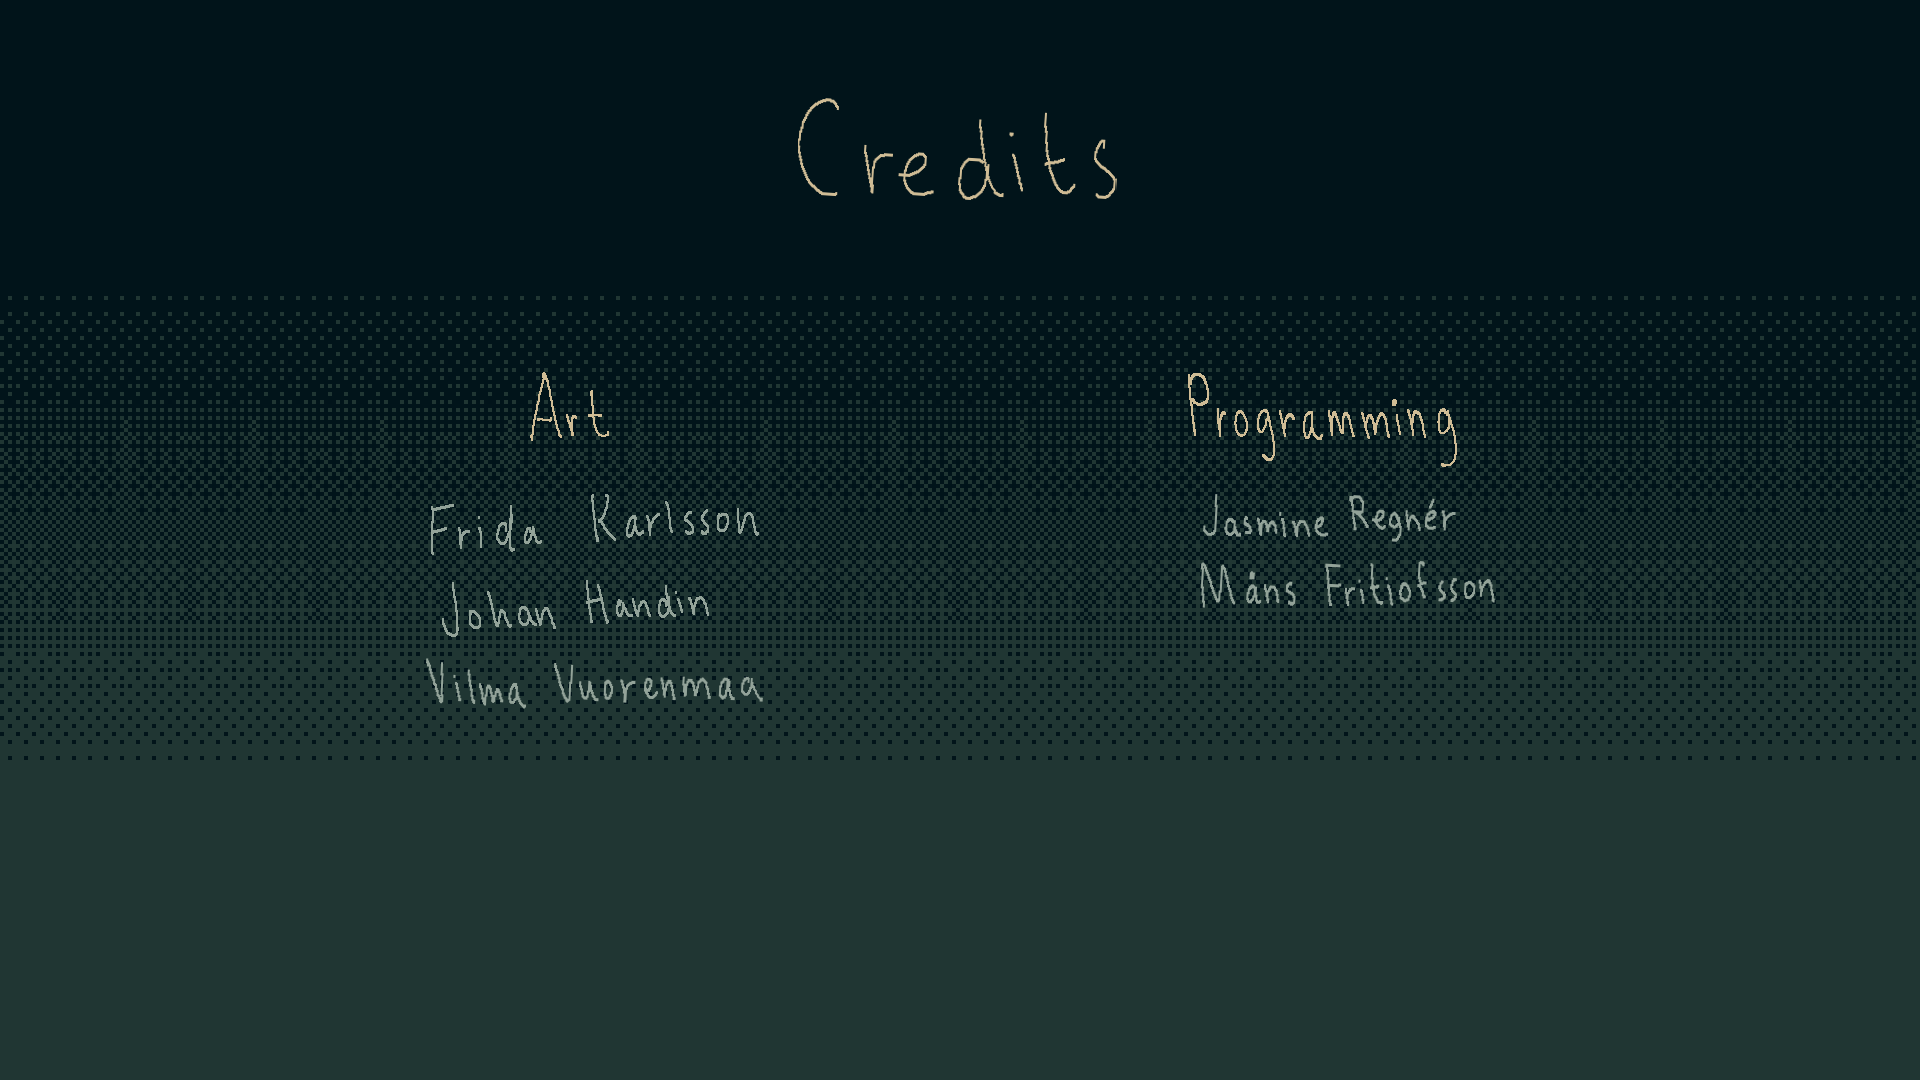 Credits
Art
Frida Karlsson
Johan Handin
Vilma Vuorenmaa
Programming
Jasmine Regnér
Måns Fritiofsson